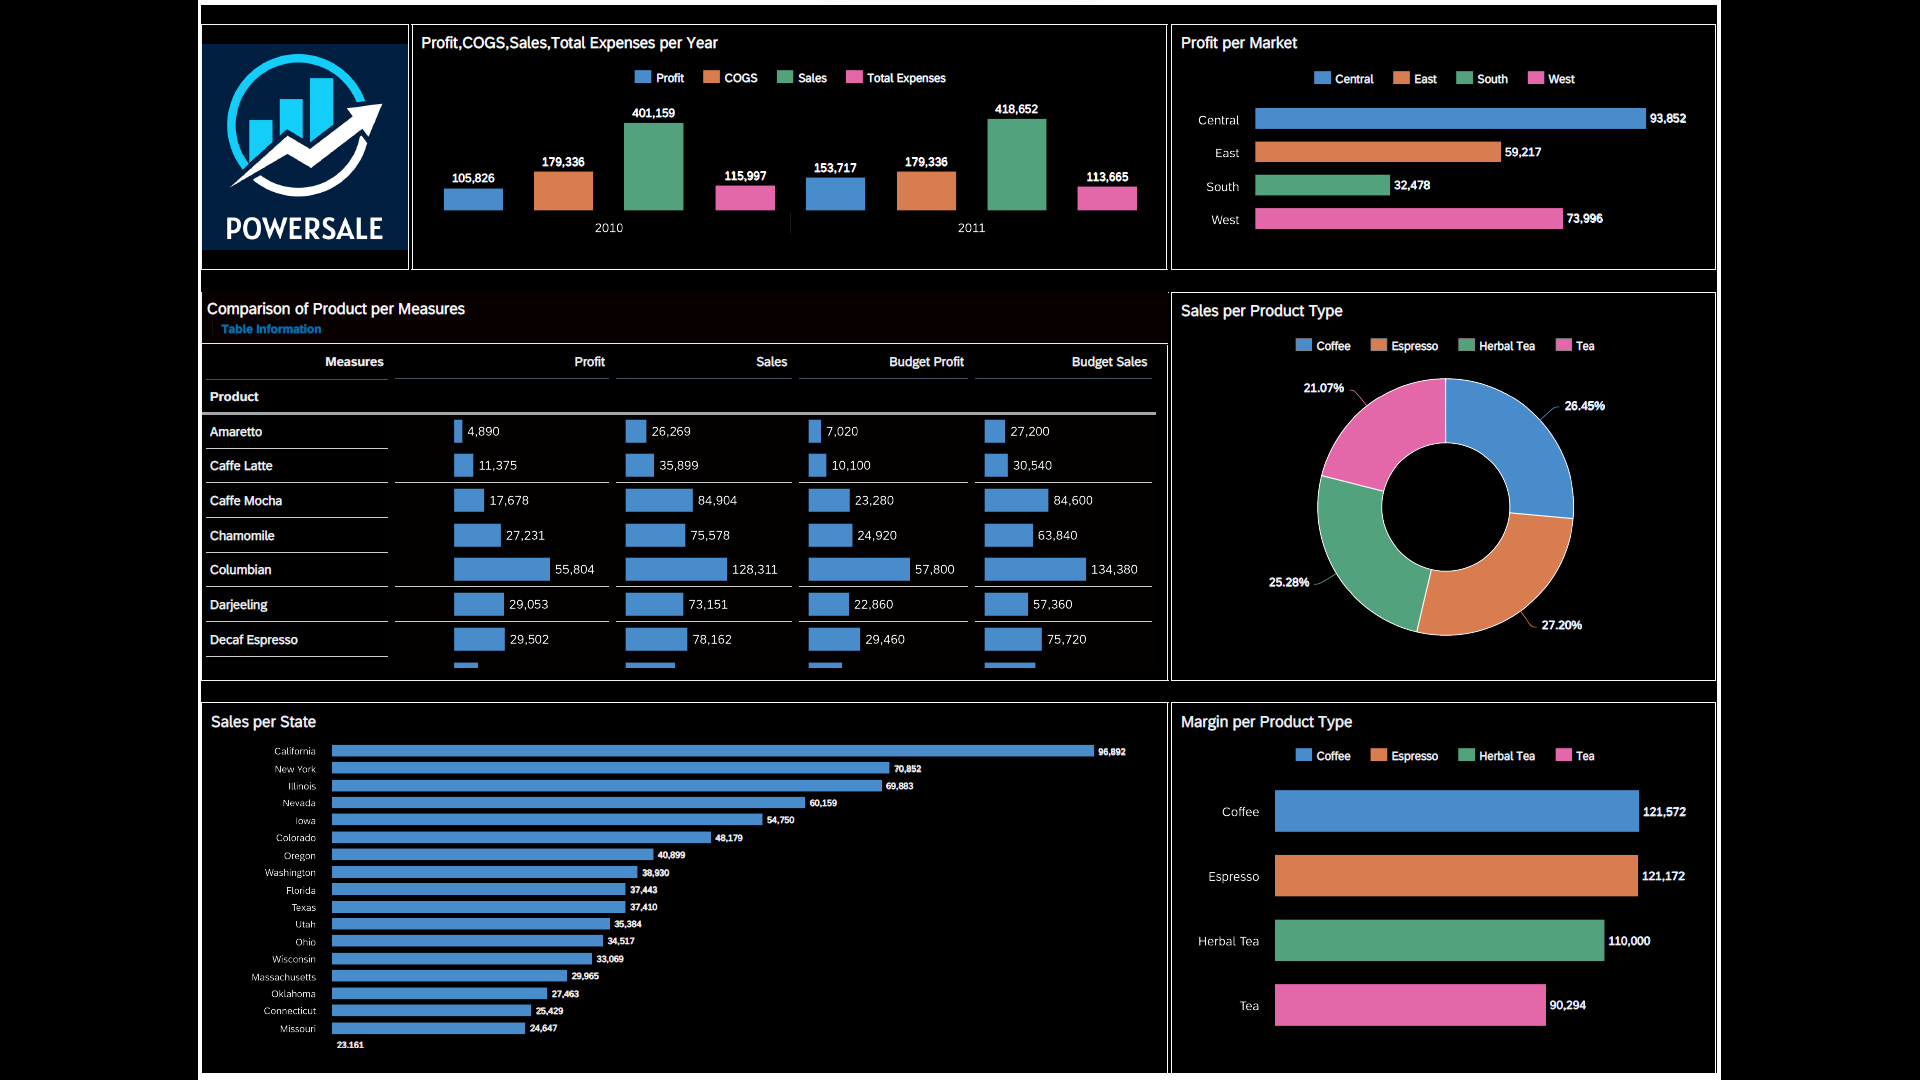 POWERSALE
Profit,COGS,Sales,Total Expenses per Year
Profit COGS Sales Total Expenses
105,826 179,336 401,159 115,997 153,717 179,336 418,652 113,665
2010 2011
Profit per Market
Central East South West
Central 93,852
East 59,217
South 32,478
West 73,996
Comparison of Product per Measures
Table Information
Measures Profit Sales Budget Profit Budget Sales
Product
Amaretto 4,890 26,269 7,020 27,200
Caffe Latte 11,375 35,899 10,100 30,540
Caffe Mocha 17,678 84,904 23,280 84,600
Chamomile 27,231 75,578 24,920 63,840
Columbian 55,804 128,311 57,800 134,380
Darjeeling 29,053 73,151 22,860 57,360
Decaf Espresso 29,502 78,162 29,460 75,720
Sales per Product Type
Coffee Espresso Herbal Tea Tea
21.07%
26.45%
25.28%
27.20%
Sales per State
California 96,892
New York 70,852
Illinois 69,883
Nevada 60,159
Iowa 54,750
Colorado 48,179
Oregon 40,899
Washington 38,930
Florida 37,443
Texas 37,410
Utah 35,384
Ohio 34,517
Wisconsin 33,069
Massachusetts 29,965
Oklahoma 27,463
Connecticut 25,429
Missouri 24,647
23,161
Margin per Product Type
Coffee Espresso Herbal Tea Tea
Coffee 121,572
Espresso 121,172
Herbal Tea 110,000
Tea 90,294